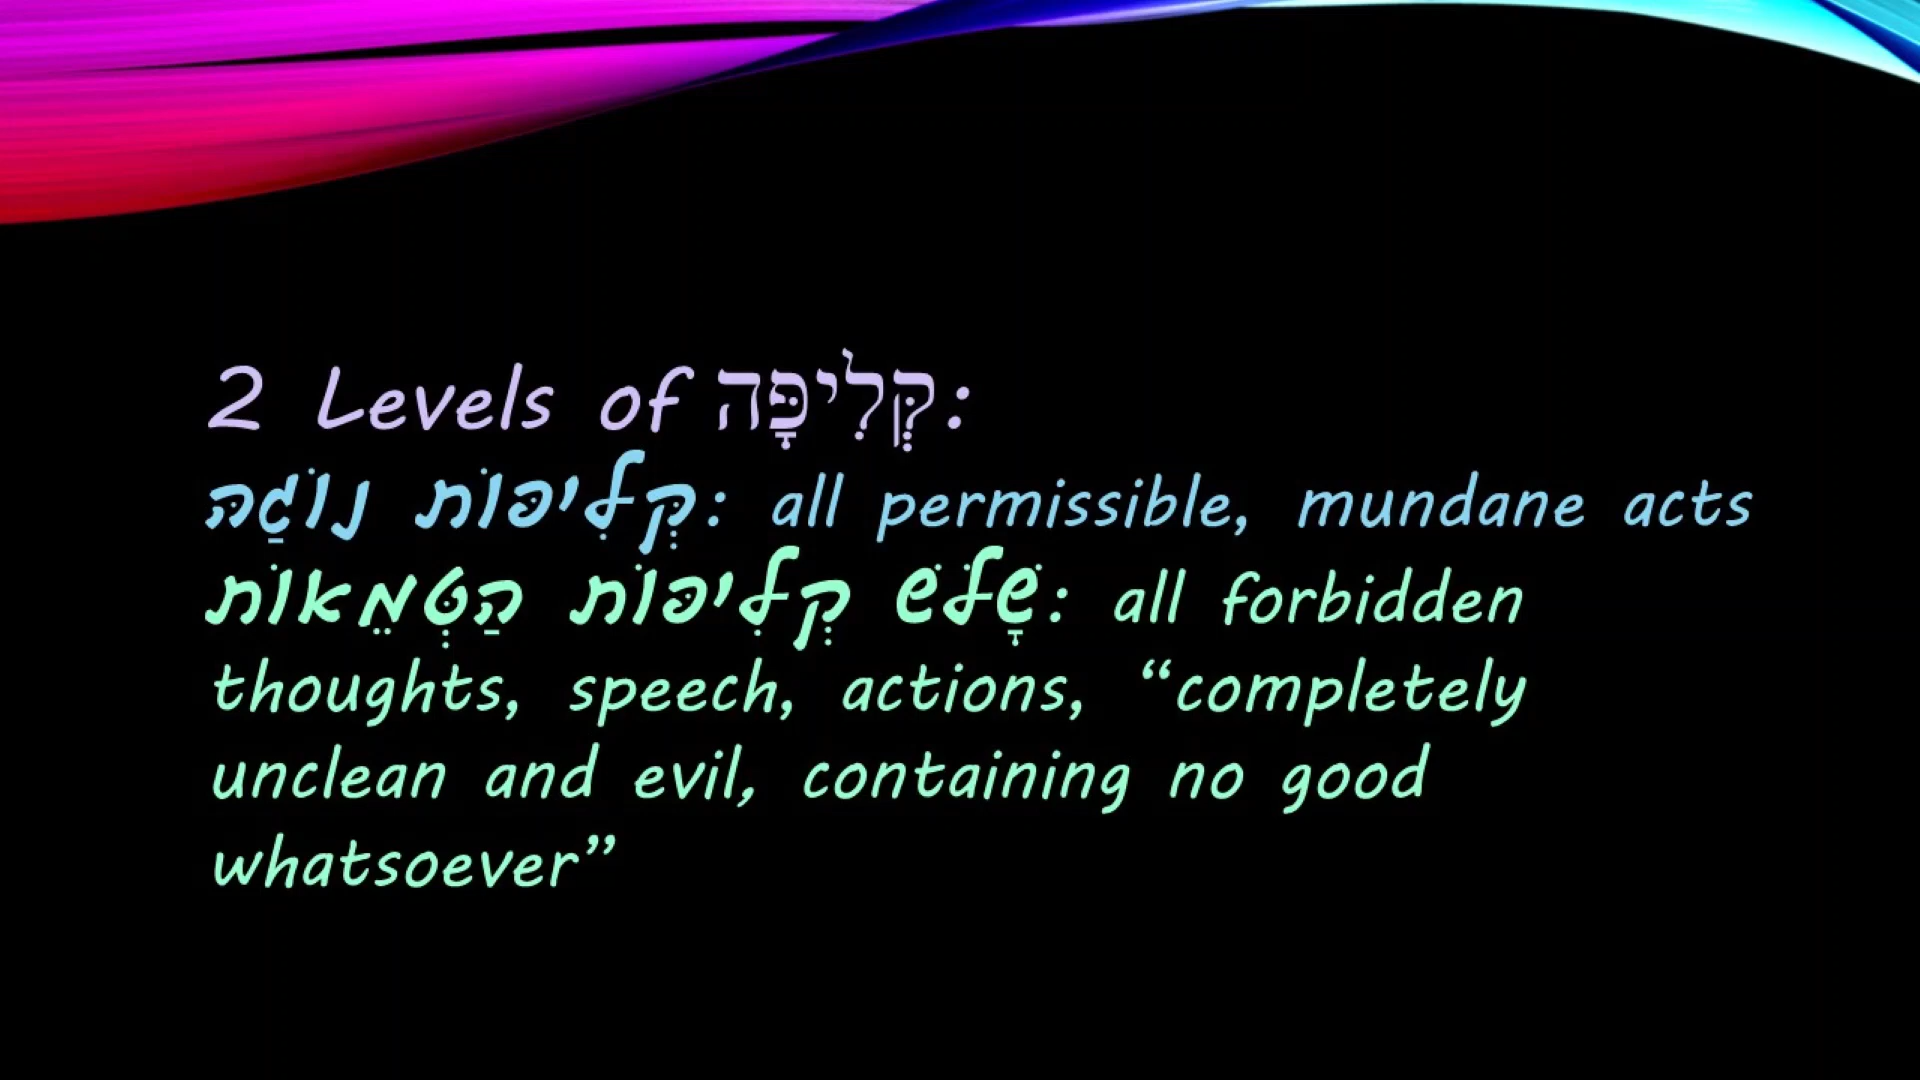 2 Levels of קְּלִיפָּה:
קְּלִיפּוֹת נוֹגַהּ: all permissible, mundane acts
שָׁלֹשׁ קְלִיפּוֹת הַטְּמֵאוֹת: all forbidden
thoughts, speech, actions, “completely
unclean and evil, containing no good
whatsoever”